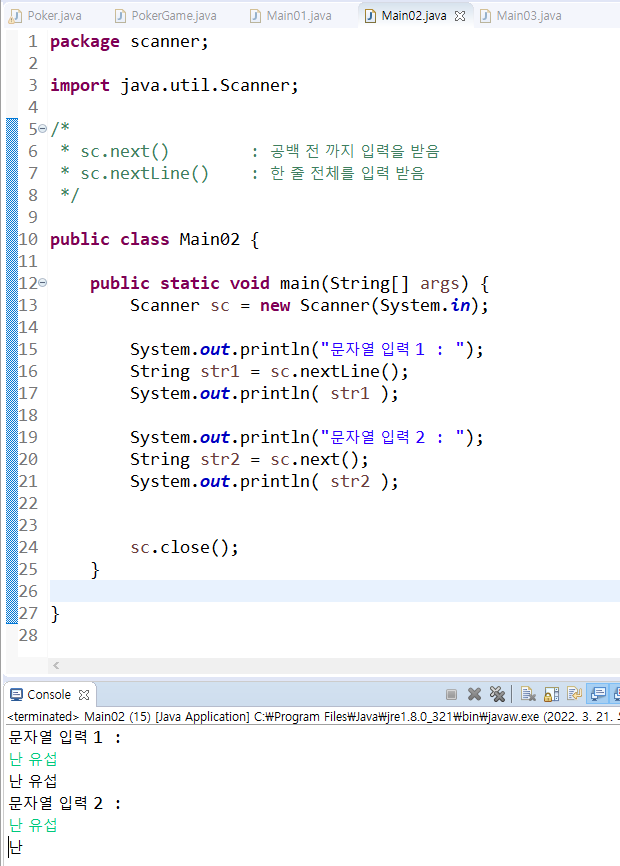 Poker.java PokerGame.java Main01.java Main02.java Main03.java
1 package scanner;
2
3 import java.util.Scanner;
4
5 /*
6  * sc.next()        : 공백 전 까지 입력을 받음
7  * sc.nextLine()    : 한 줄 전체를 입력 받음
8  */
9
10 public class Main02 {
11
12     public static void main(String[] args) {
13         Scanner sc = new Scanner(System.in);
14
15         System.out.println("문자열 입력 1 : ");
16         String str1 = sc.nextLine();
17         System.out.println( str1 );
18
19         System.out.println("문자열 입력 2 : ");
20         String str2 = sc.next();
21         System.out.println( str2 );
22
23
24         sc.close();
25     }
26
27 }
28
Console
<terminated> Main02 (15) [Java Application] C:₩Program Files₩Java₩jre1.8.0_321₩bin₩javaw.exe (2022. 3. 21.
문자열 입력 1 :
난 유섭
난 유섭
문자열 입력 2 :
난 유섭
난